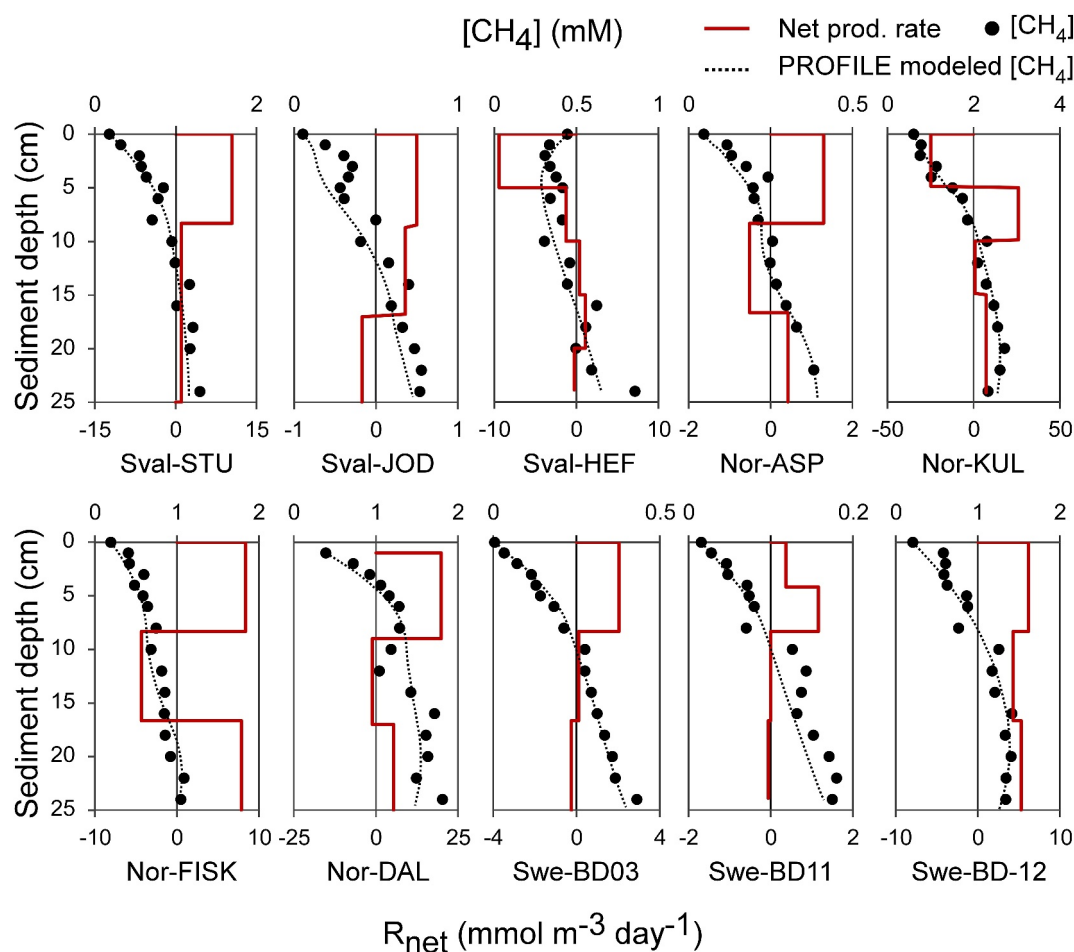 [CH4] (mM)
Net prod. rate
[CH4]
PROFILE modeled [CH4]
0 2
0 1
0 0.45 0.9
0 0.5
0 1 2 3 4
Sediment depth (cm)
0
5
10
15
20
25
-15 0 15
-1 0 1
-10 0 10
-2 0 2
-50 0 50
Sval-STU
Sval-JOD
Sval-HEF
Nor-ASP
Nor-KUL
0 1 2
0 1 2
0 0.5
0 0.2
0 1 2
Sediment depth (cm)
0
5
10
15
20
25
-10 0 10
-25 0 25
-4 0 4
-2 0 2
-10 0 10
Nor-FISK
Nor-DAL
Swe-BD03
Swe-BD11
Swe-BD-12
Rnet (mmol m-3 day-1)